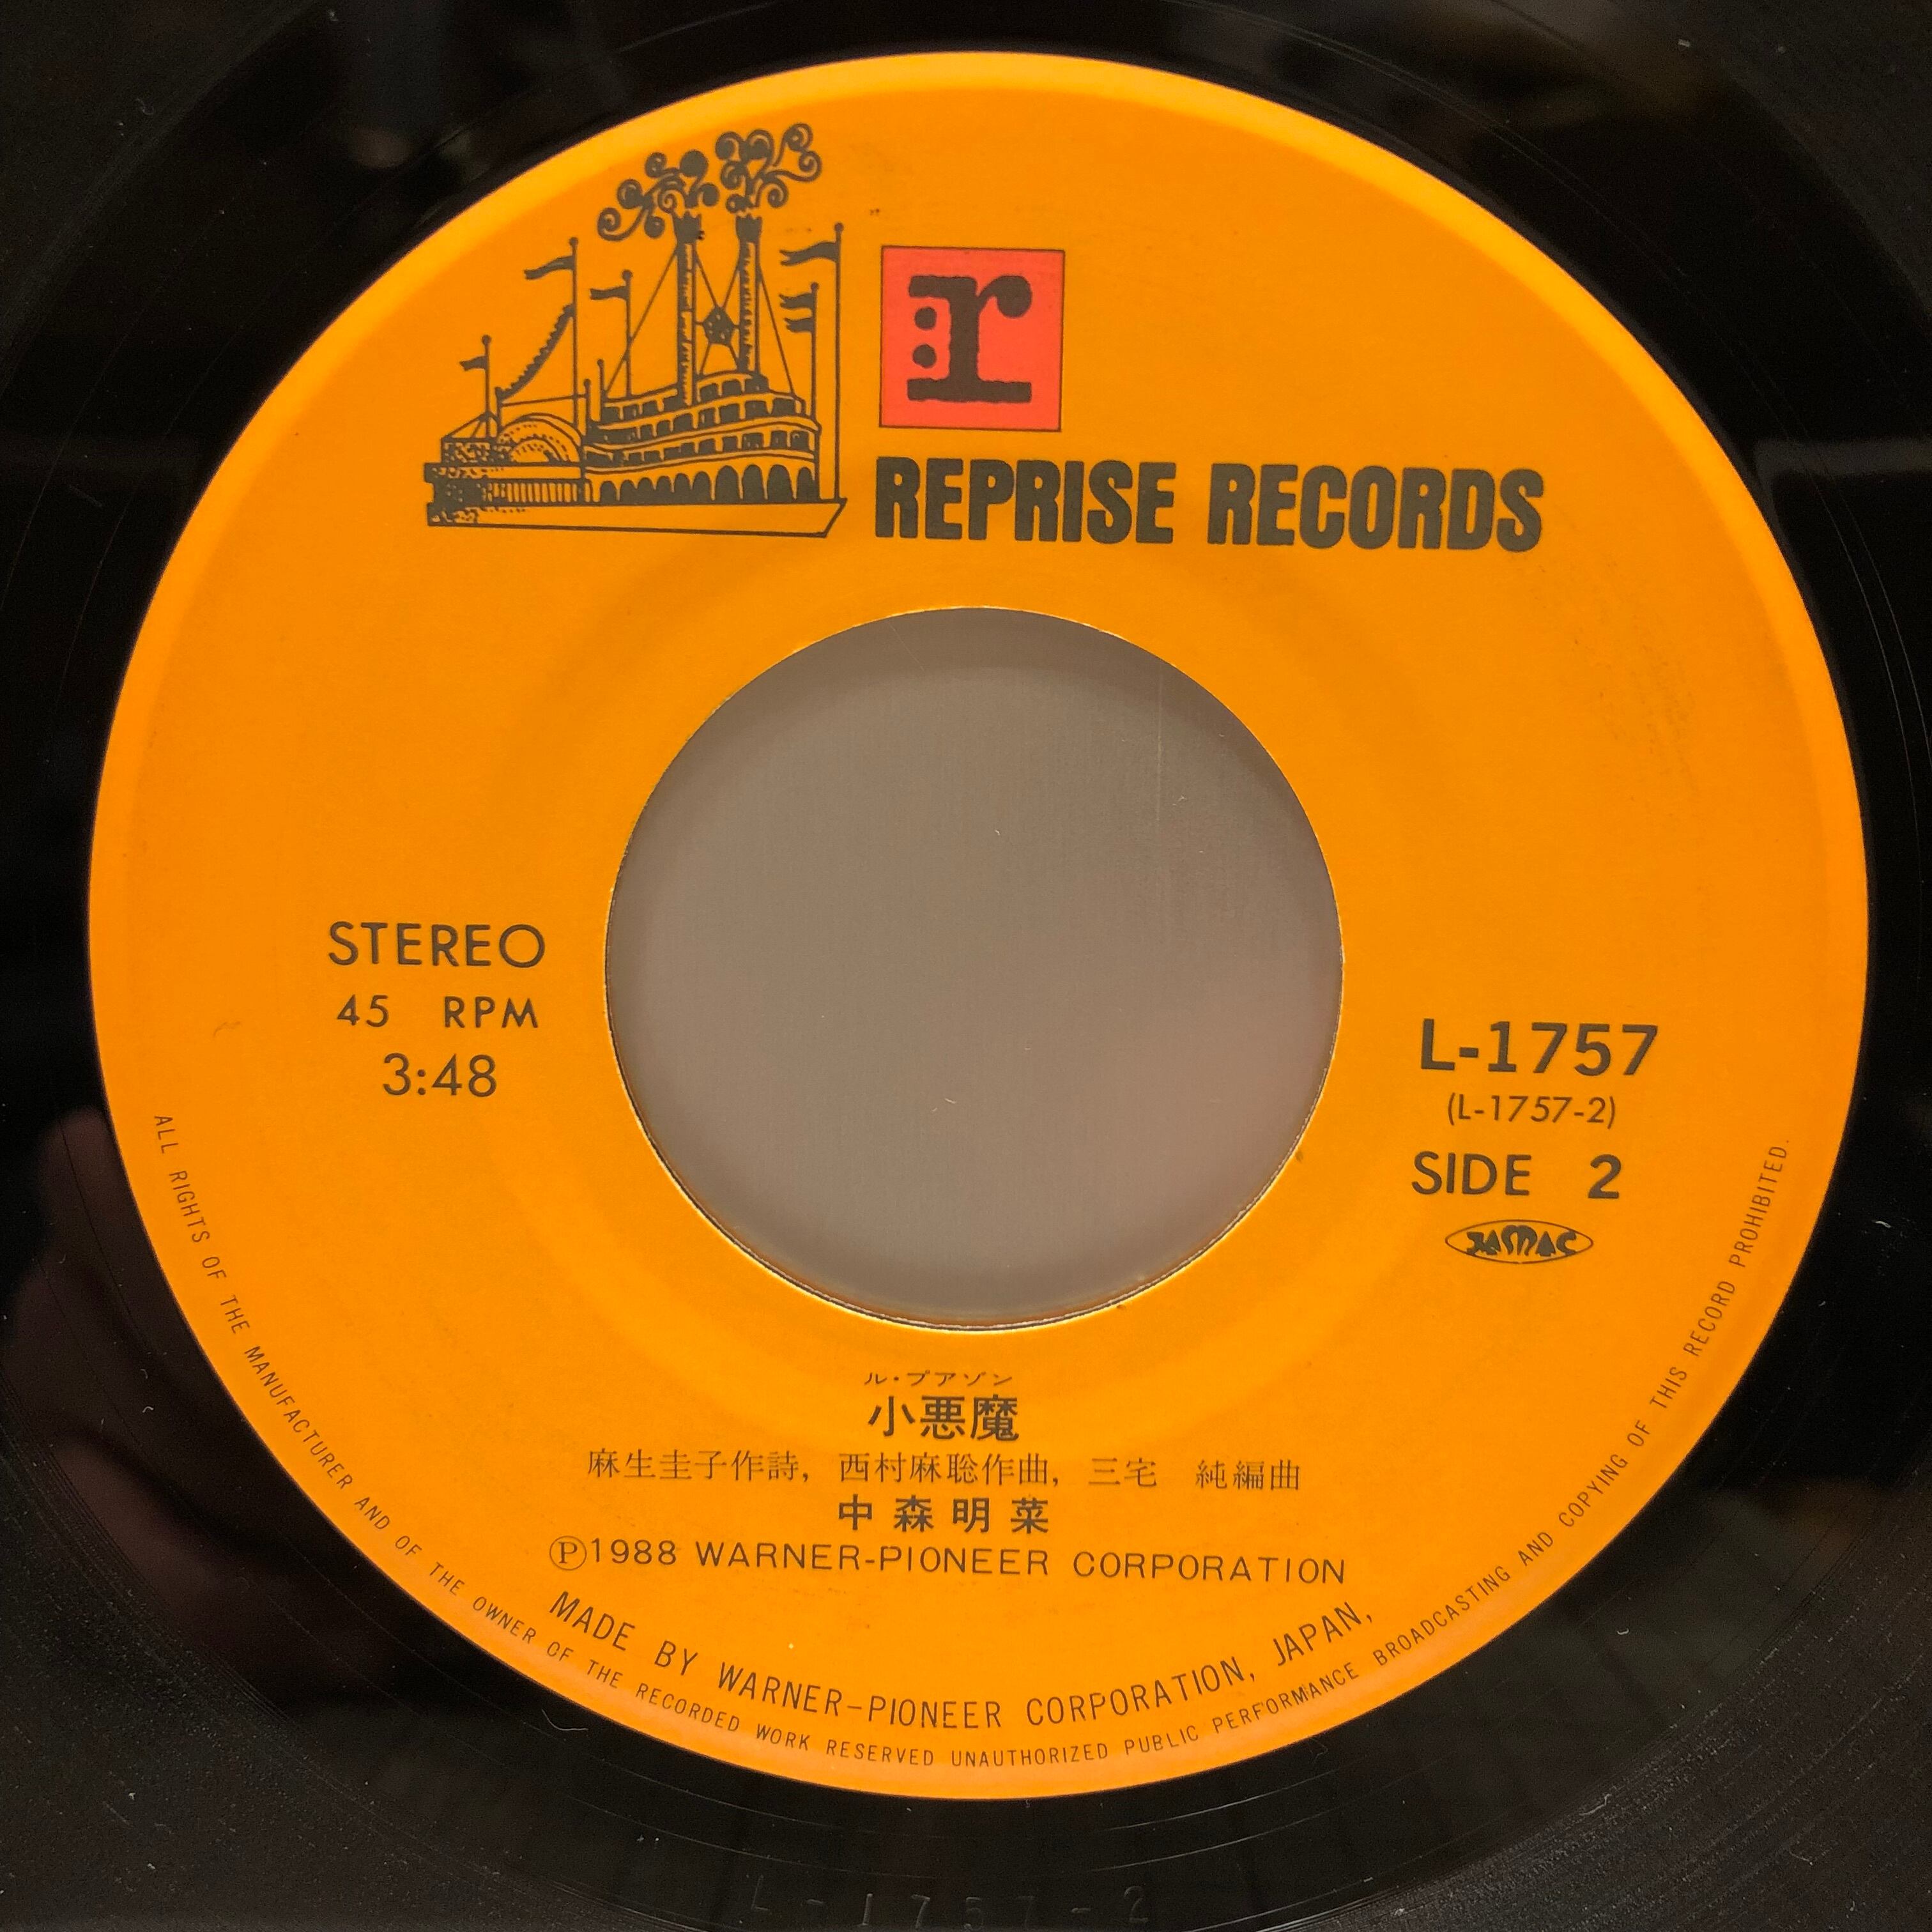 r
REPRISE RECORDS
STEREO
45 RPM
3:48
L-1757
(L-1757-2)
SIDE 2
JASRAC
ル・プアゾン
小悪魔
麻生圭子作詩, 西村麻聡作曲, 三宅 純編曲
中森明菜
Ⓟ1988 WARNER-PIONEER CORPORATION
MADE BY WARNER-PIONEER CORPORATION, JAPAN,
ALL RIGHTS OF THE MANUFACTURER AND OF THE OWNER OF THE RECORDED WORK RESERVED UNAUTHORIZED PUBLIC PERFORMANCE BROADCASTING AND COPYING OF THIS RECORD PROHIBITED.
L-1757-2